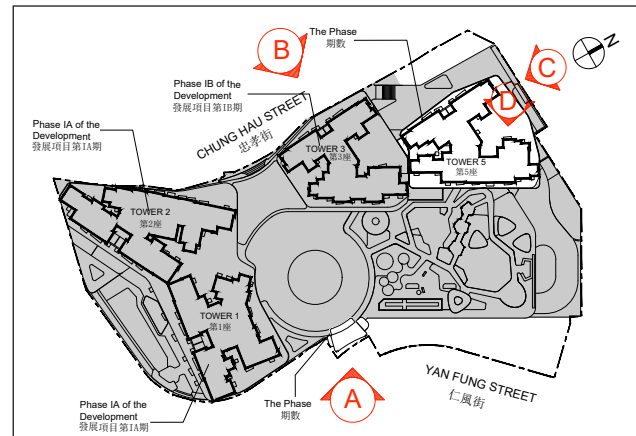 The Phase
期數
B
C
N
Phase IB of the
Development
發展項目第IB期
CHUNG HAU STREET
忠孝街
D
Phase IA of the
Development
發展項目第IA期
TOWER 3
第3座
TOWER 5
第5座
TOWER 2
第2座
TOWER 1
第1座
YAN FUNG STREET
仁風街
A
The Phase
期數
Phase IA of the
Development
發展項目第IA期